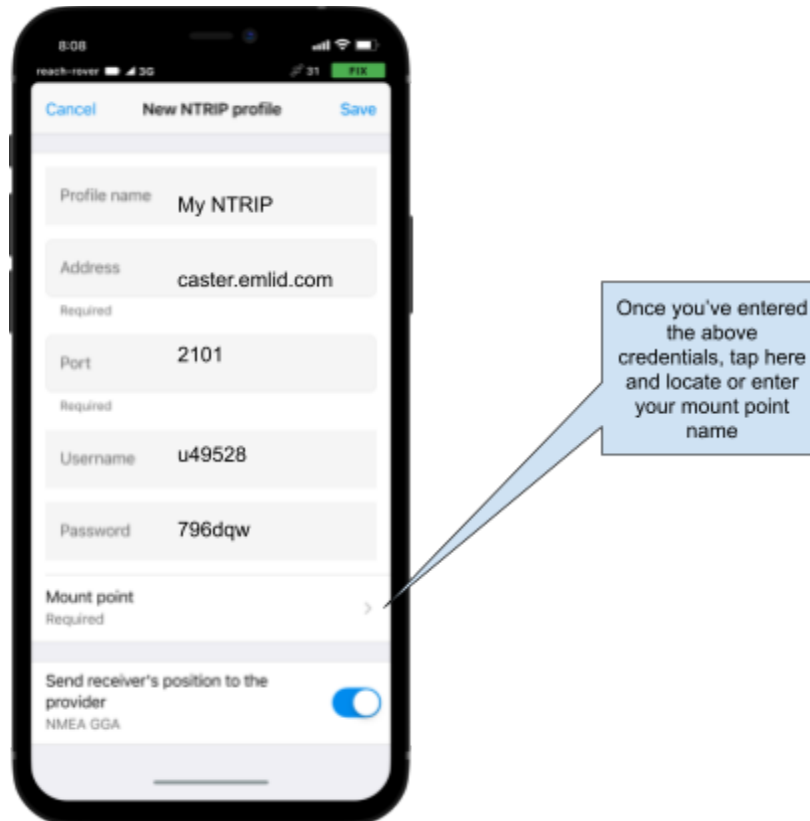 8:08
reach-rover 3G 31 FIX
Cancel New NTRIP profile Save
Profile name My NTRIP
Address caster.emlid.com
Required
Port 2101
Required
Username u49528
Password 796dqw
Mount point
Required
Send receiver's position to the
provider
NMEA GGA
Once you've entered
the above
credentials, tap here
and locate or enter
your mount point
name